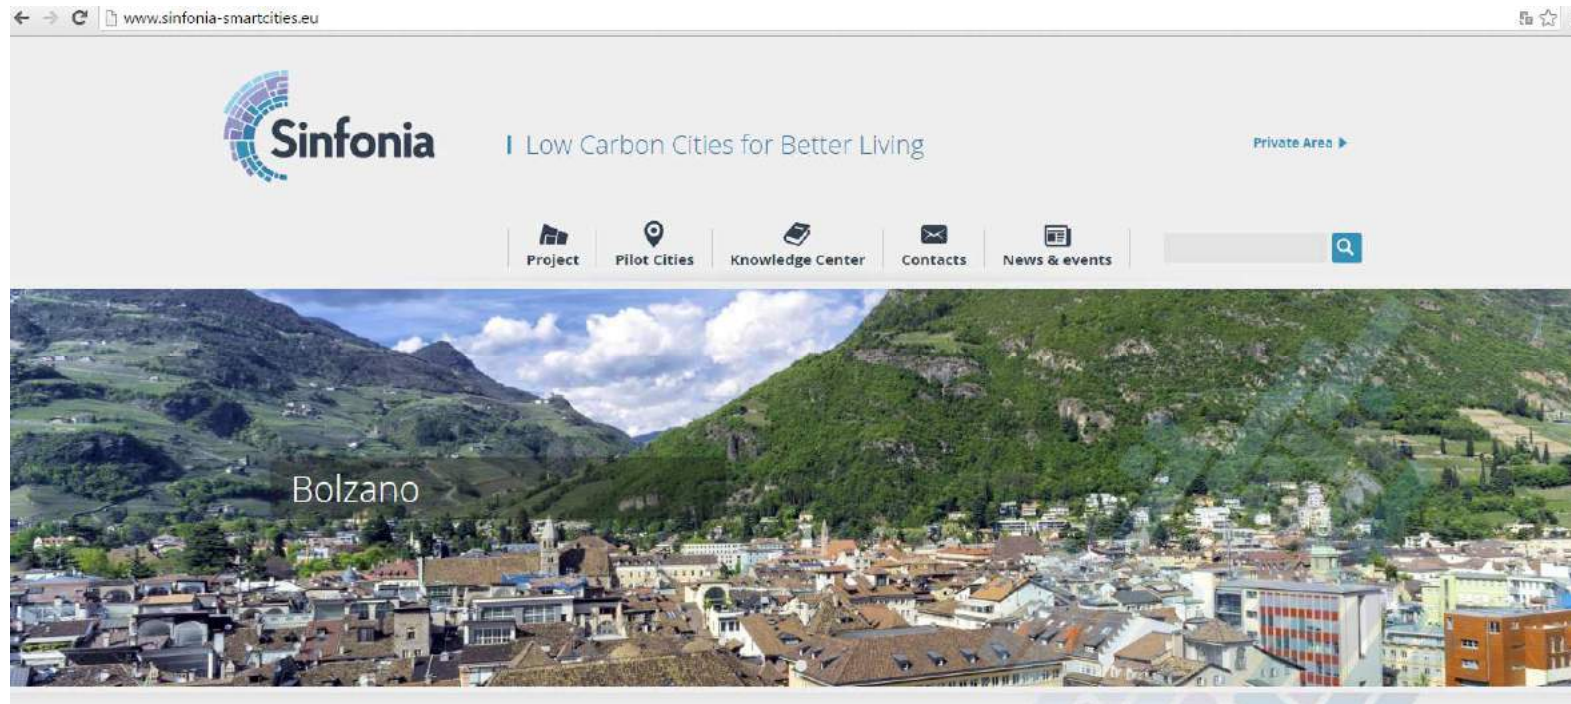 www.sinfonia-smartcities.eu
Sinfonia
Low Carbon Cities for Better Living
Private Area
Project
Pilot Cities
Knowledge Center
Contacts
News & events
Bolzano